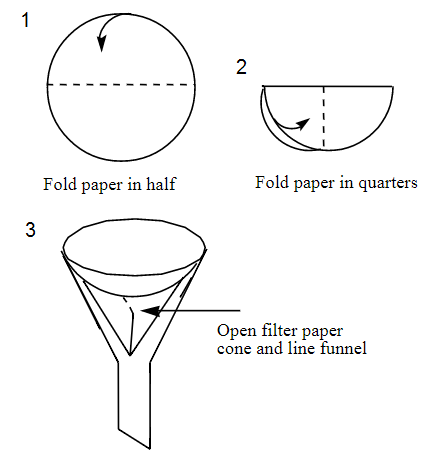 1
Fold paper in half
2
Fold paper in quarters
3
Open filter paper
cone and line funnel